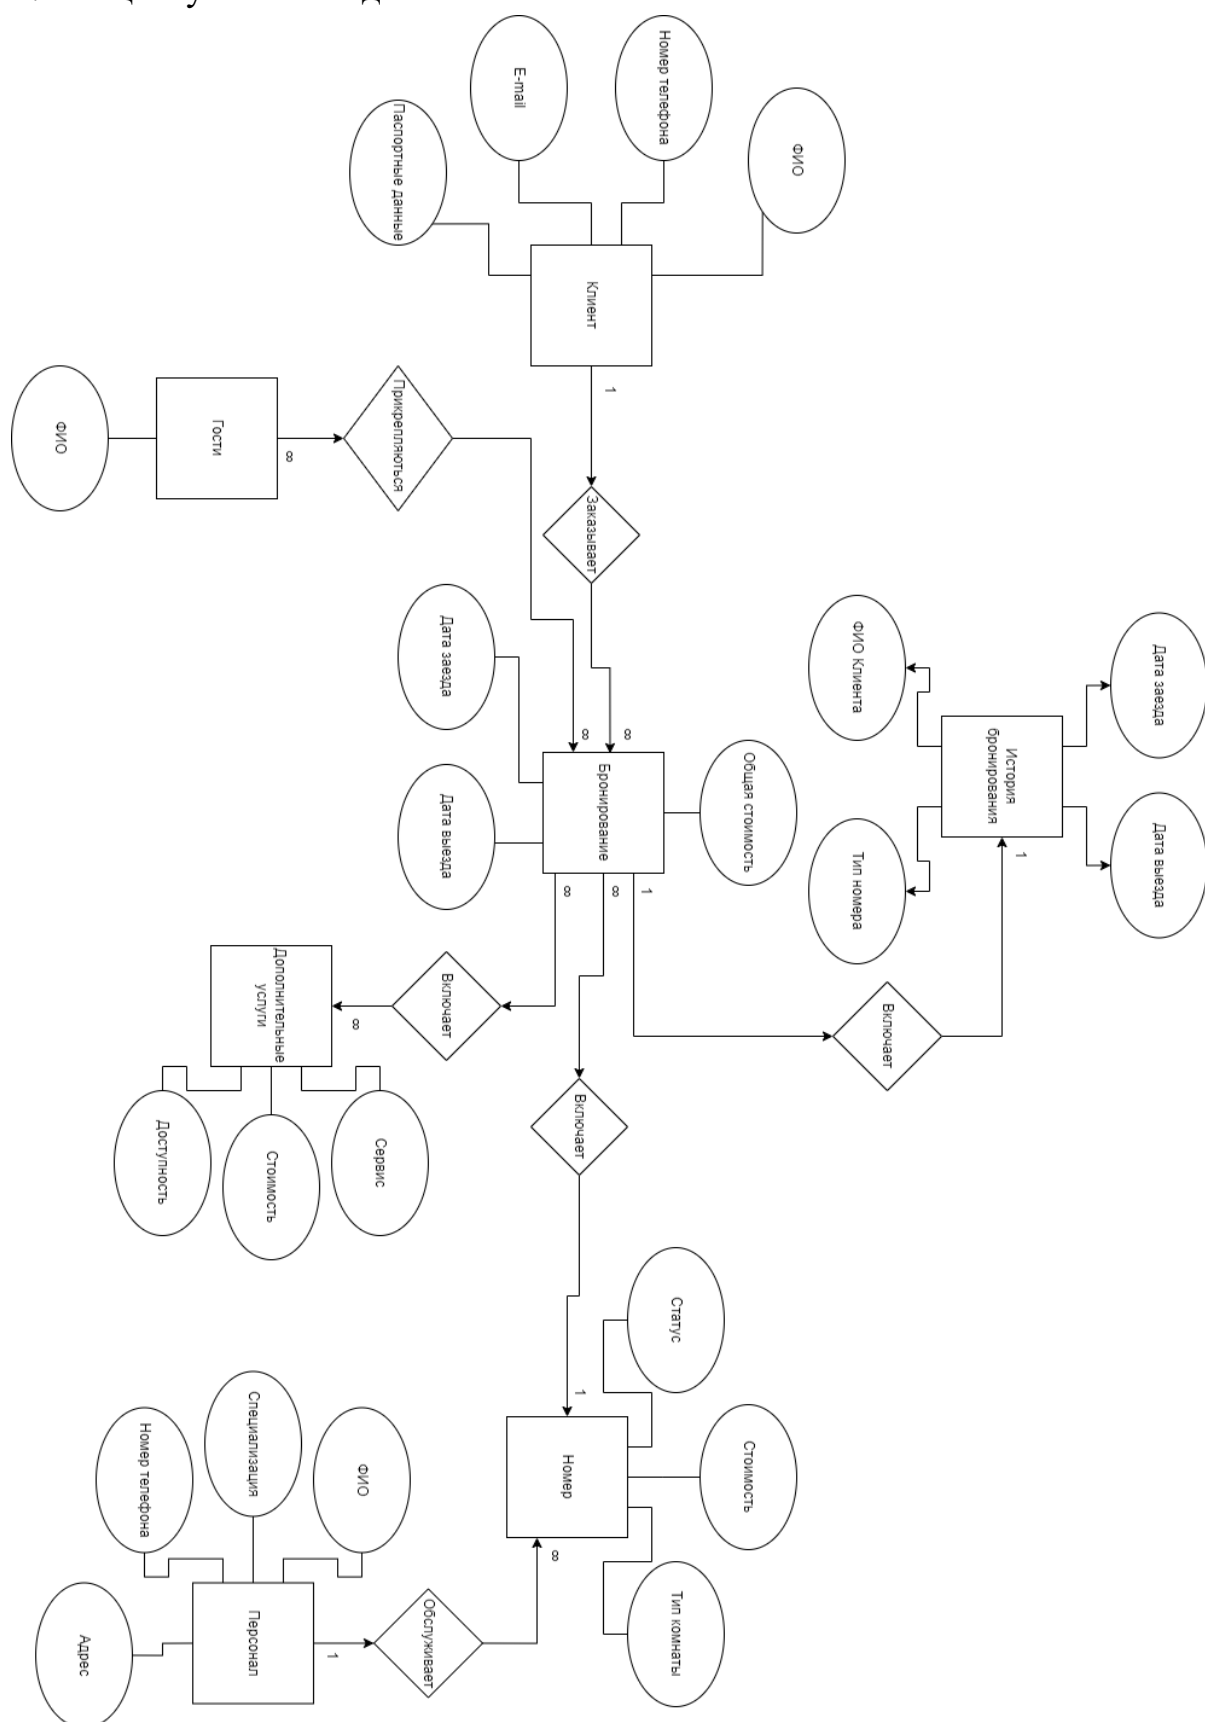 Дата заезда
Дата выезда
История
бронирования
1
ФИО Клиента
Тип номера
Включает
ФИО
Номер телефона
E-mail
Паспортные данные
Клиент
1
Заказывает
∞
∞
Общая стоимость
Бронирование
1
∞
∞
Дата заезда
Дата выезда
Включает
1
Статус
Стоимость
Тип комнаты
Номер
∞
ФИО
Гости
∞
Прикрепляються
Включает
∞
Дополнительные
услуги
Сервис
Стоимость
Доступность
Обслуживает
1
ФИО
Специализация
Номер телефона
Персонал
Адрес